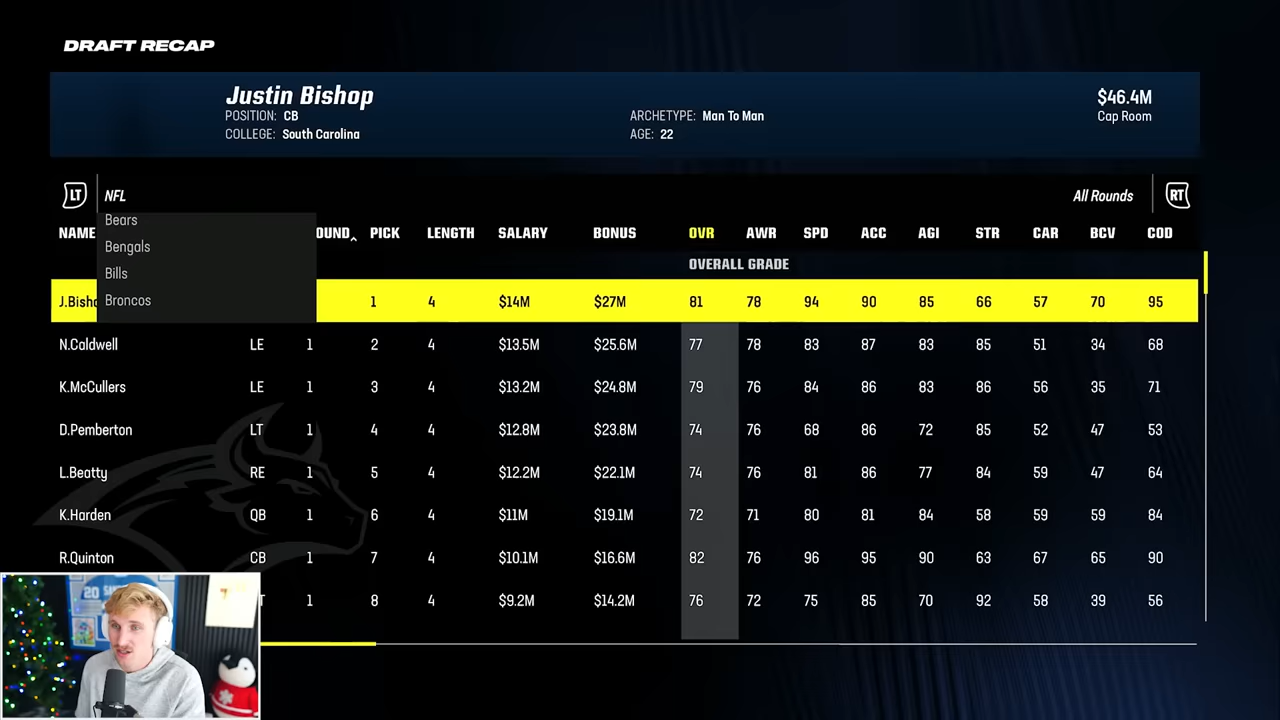 DRAFT RECAP
Justin Bishop
POSITION: CB
COLLEGE: South Carolina
ARCHETYPE: Man To Man
AGE: 22
$46.4M
Cap Room
LT NFL All Rounds RT
Bears
Bengals
Bills
Broncos
NAME OUND PICK LENGTH SALARY BONUS OVR AWR SPD ACC AGI STR CAR BCV COD
OVERALL GRADE
J.Bisho 1 4 $14M $27M 81 78 94 90 85 66 57 70 95
N.Caldwell LE 1 2 4 $13.5M $25.6M 77 78 83 87 83 85 51 34 68
K.McCullers LE 1 3 4 $13.2M $24.8M 79 76 84 86 83 86 56 35 71
D.Pemberton LT 1 4 4 $12.8M $23.8M 74 76 68 86 72 85 52 47 53
L.Beatty RE 1 5 4 $12.2M $22.1M 74 76 81 86 77 84 59 47 64
K.Harden QB 1 6 4 $11M $19.1M 72 71 80 81 84 58 59 59 84
R.Quinton CB 1 7 4 $10.1M $16.6M 82 76 96 95 90 63 67 65 90
T 1 8 4 $9.2M $14.2M 76 72 75 85 70 92 58 39 56
20